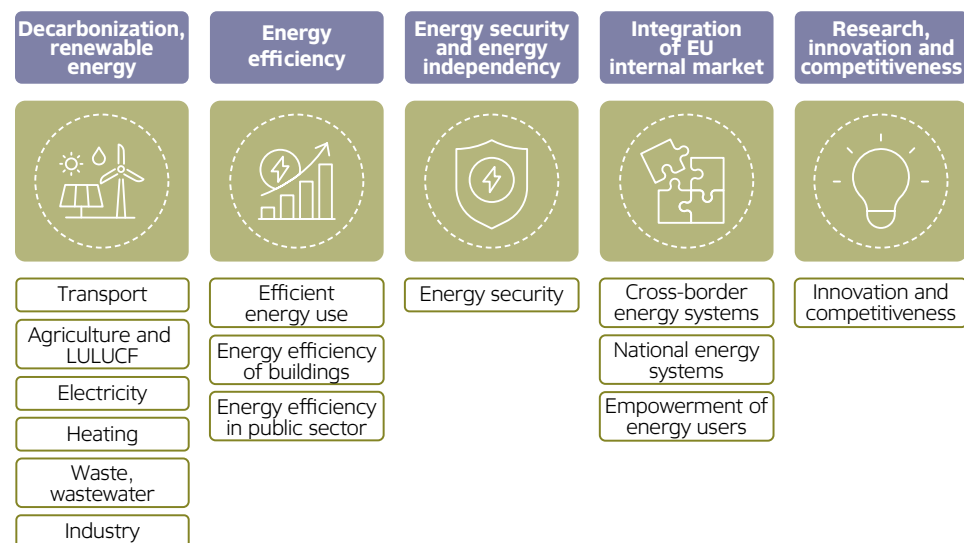 Decarbonization,
renewable
energy
Energy
efficiency
Energy security
and energy
independency
Integration
of EU
internal market
Research,
innovation and
competitiveness
Transport
Agriculture and
LULUCF
Electricity
Heating
Waste,
wastewater
Industry
Efficient
energy use
Energy efficiency
of buildings
Energy efficiency
in public sector
Energy security
Cross-border
energy systems
National energy
systems
Empowerment of
energy users
Innovation and
competitiveness